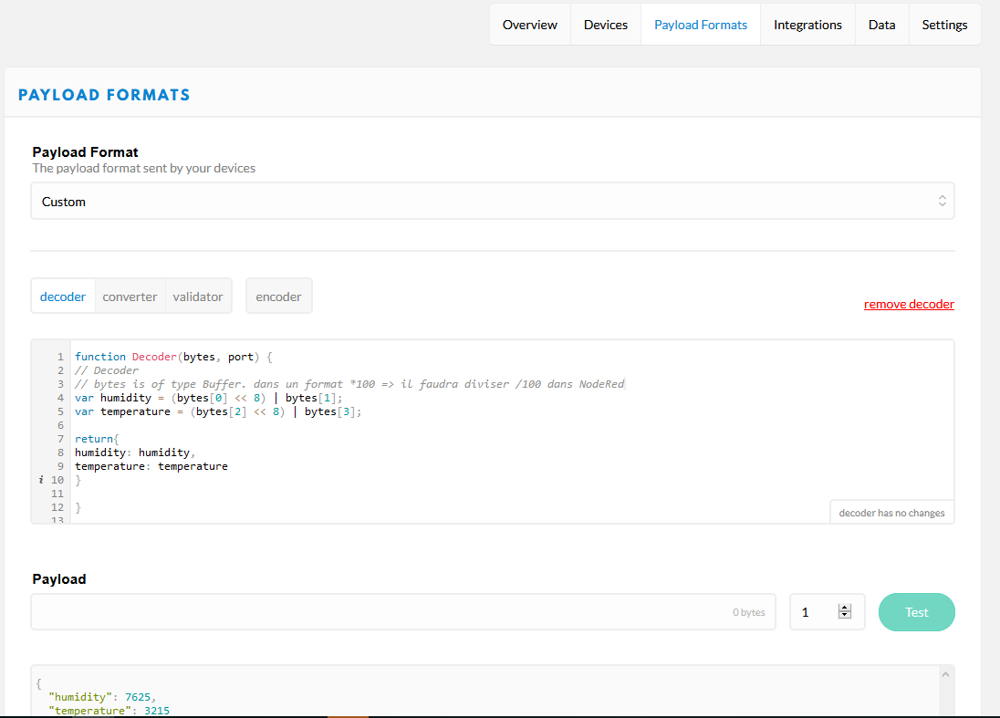 Overview Devices Payload Formats Integrations Data Settings
PAYLOAD FORMATS
Payload Format
The payload format sent by your devices
Custom
decoder converter validator encoder
remove decoder
1 function Decoder(bytes, port) {
2 // Decoder
3 // bytes is of type Buffer. dans un format *100 => il faudra diviser /100 dans NodeRed
4 var humidity = (bytes[0] << 8) | bytes[1];
5 var temperature = (bytes[2] << 8) | bytes[3];
6
7 return{
8 humidity: humidity,
9 temperature: temperature
i 10 }
11
12 }
13
decoder has no changes
Payload
0 bytes 1 Test
{
"humidity": 7625,
"temperature": 3215